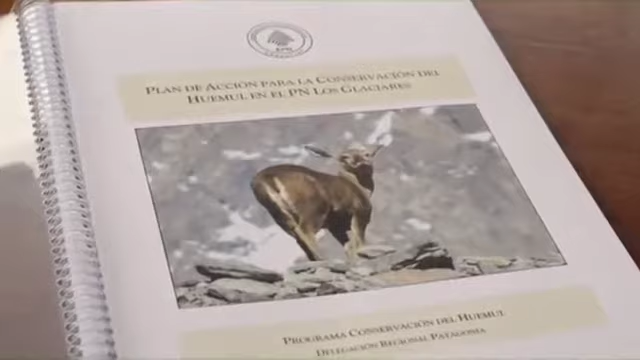 PLAN DE ACCIÓN PARA LA CONSERVACIÓN DEL
HUEMUL EN EL PN LOS GLACIARES
PROGRAMA CONSERVACIÓN DEL HUEMUL
DELEGACIÓN REGIONAL PATAGONIA